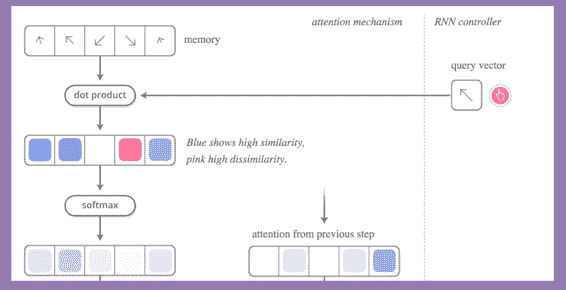 attention mechanism
RNN controller
memory
query vector
dot product
Blue shows high similarity,
pink high dissimilarity.
softmax
attention from previous step